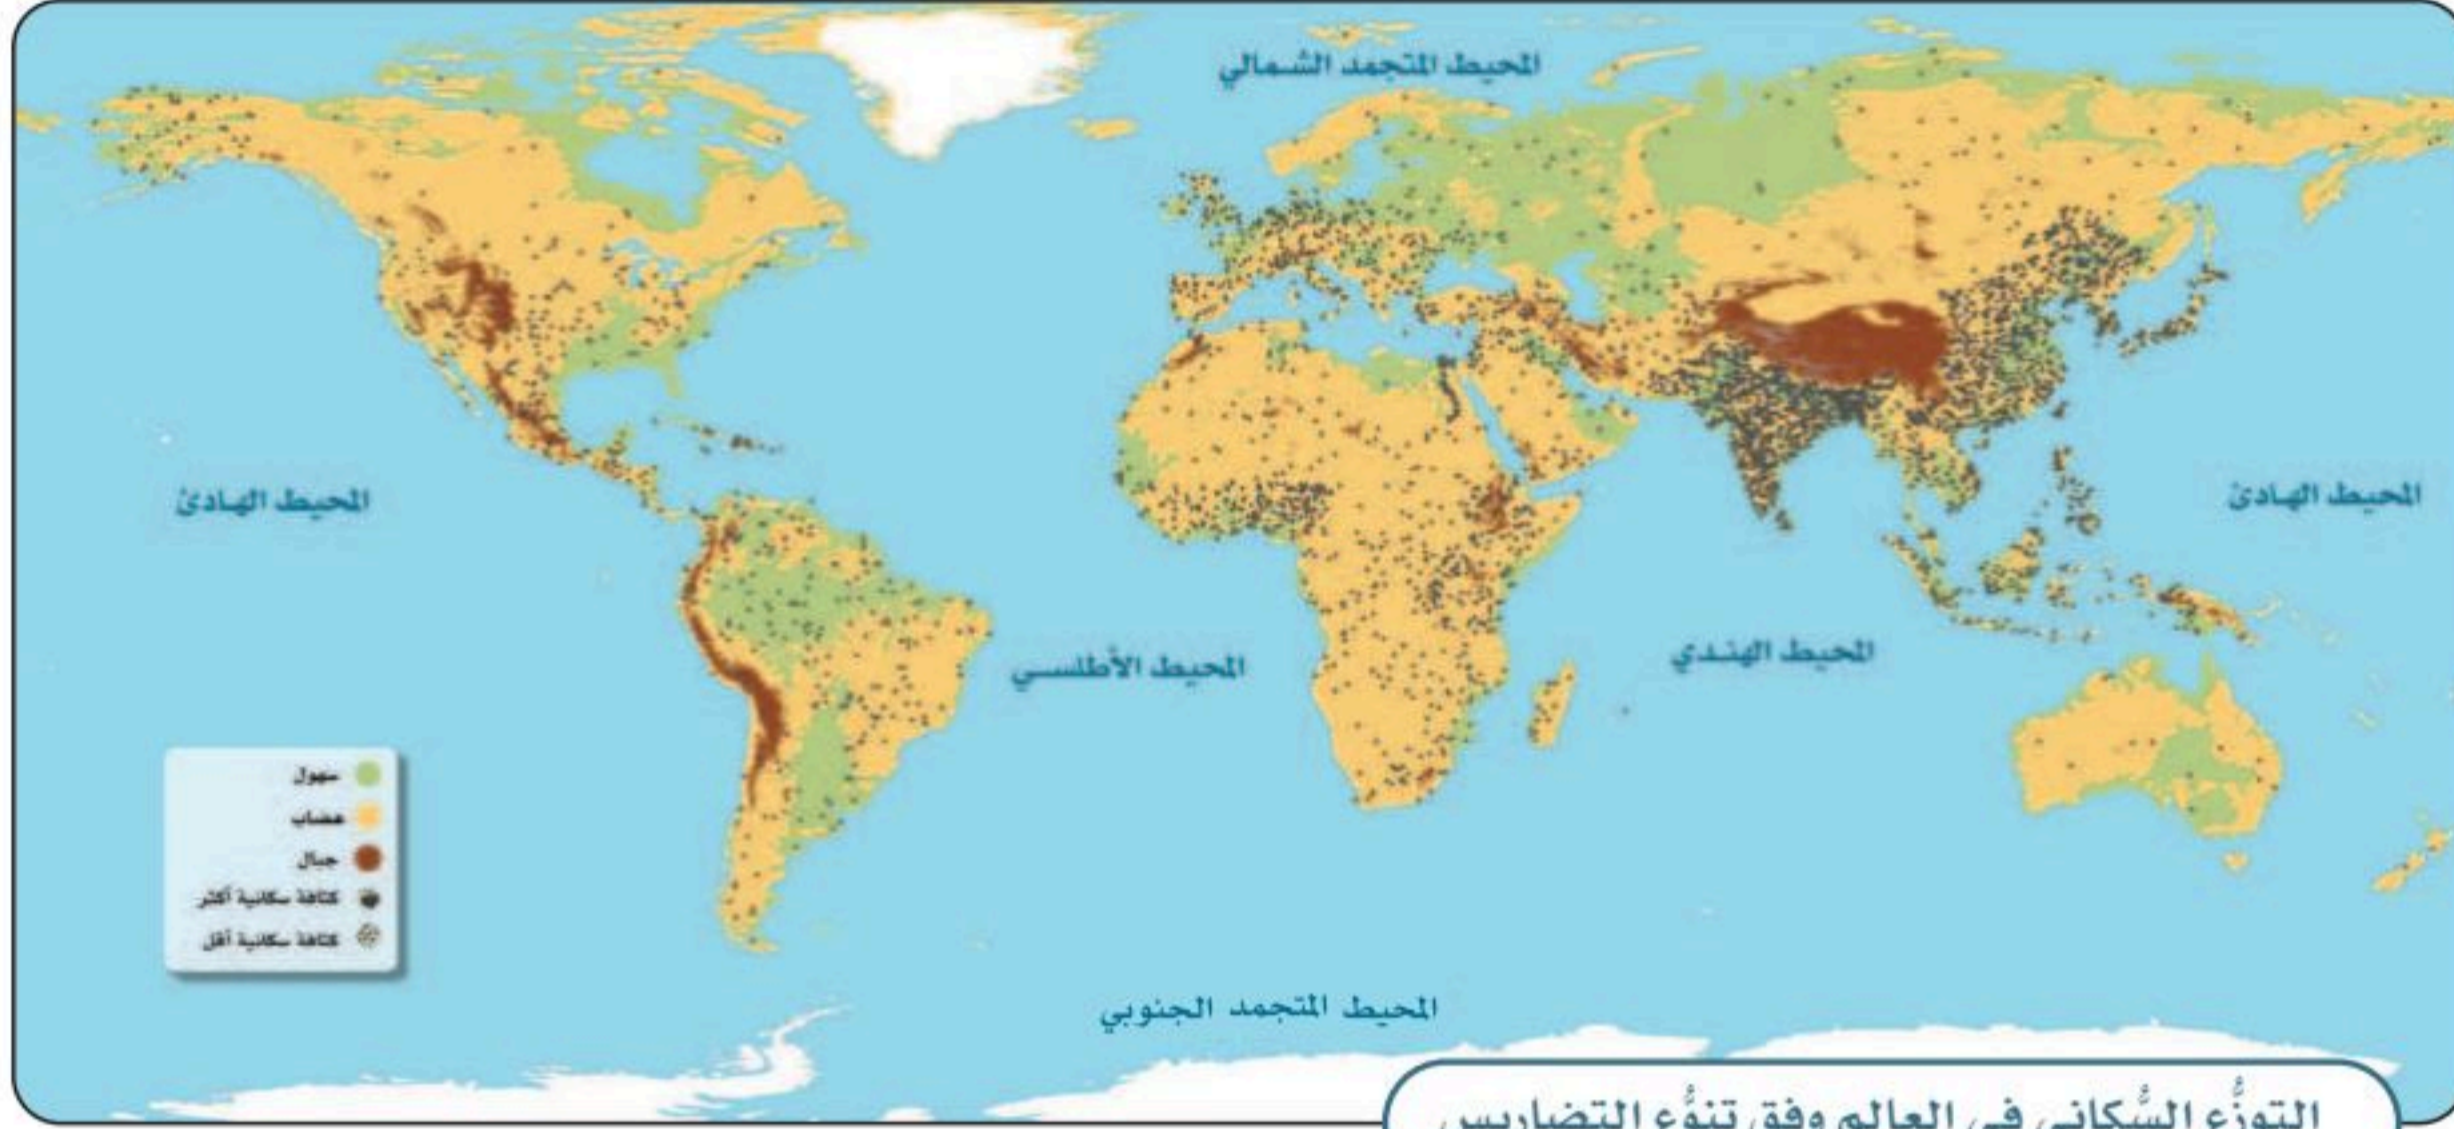 المحيط المتجمد الشمالي
المحيط الهادئ
المحيط الهادئ
المحيط الأطلسي
المحيط الهندي
سهول
هضاب
جبال
كثافة سكانية أكثر
كثافة سكانية أقل
المحيط المتجمد الجنوبي
التوزُّع السُّكاني في العالم وفق تنوُّع التضاريس